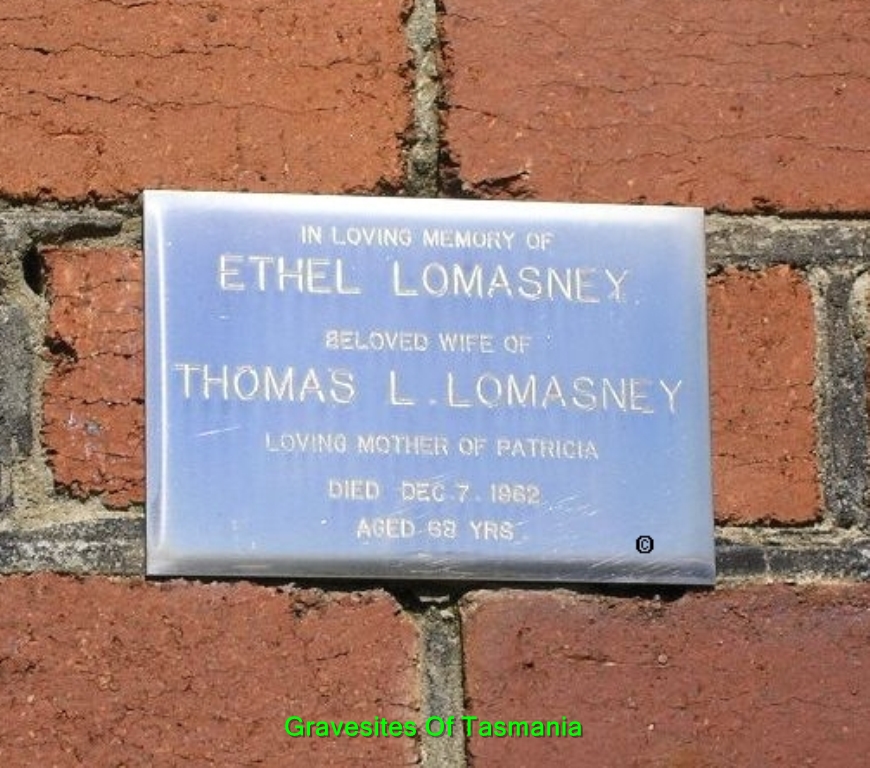 IN LOVING MEMORY OF
ETHEL LOMASNEY
BELOVED WIFE OF
THOMAS L. LOMASNEY
LOVING MOTHER OF PATRICIA
DIED DEC. 7. 1962
AGED 68 YRS
©
Gravesites Of Tasmania